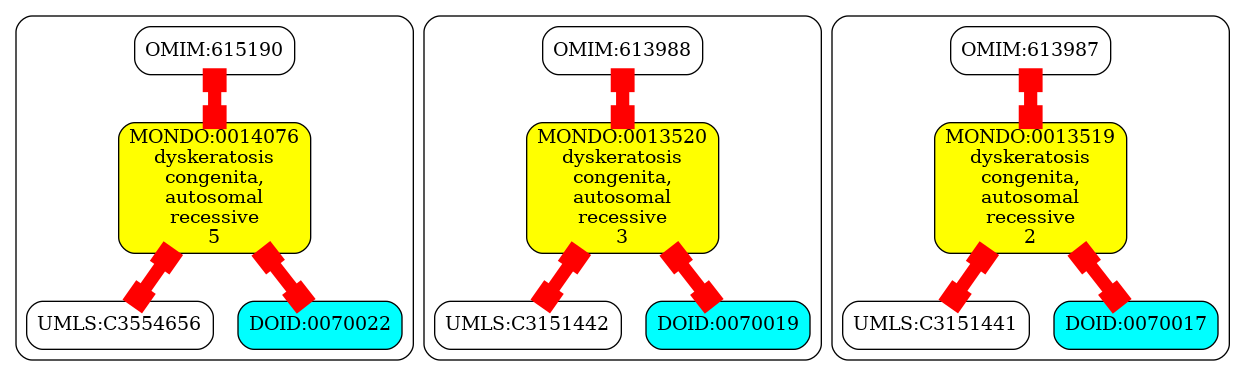 OMIM:615190
MONDO:0014076
dyskeratosis
congenita,
autosomal
recessive
5
UMLS:C3554656
DOID:0070022
OMIM:613988
MONDO:0013520
dyskeratosis
congenita,
autosomal
recessive
3
UMLS:C3151442
DOID:0070019
OMIM:613987
MONDO:0013519
dyskeratosis
congenita,
autosomal
recessive
2
UMLS:C3151441
DOID:0070017